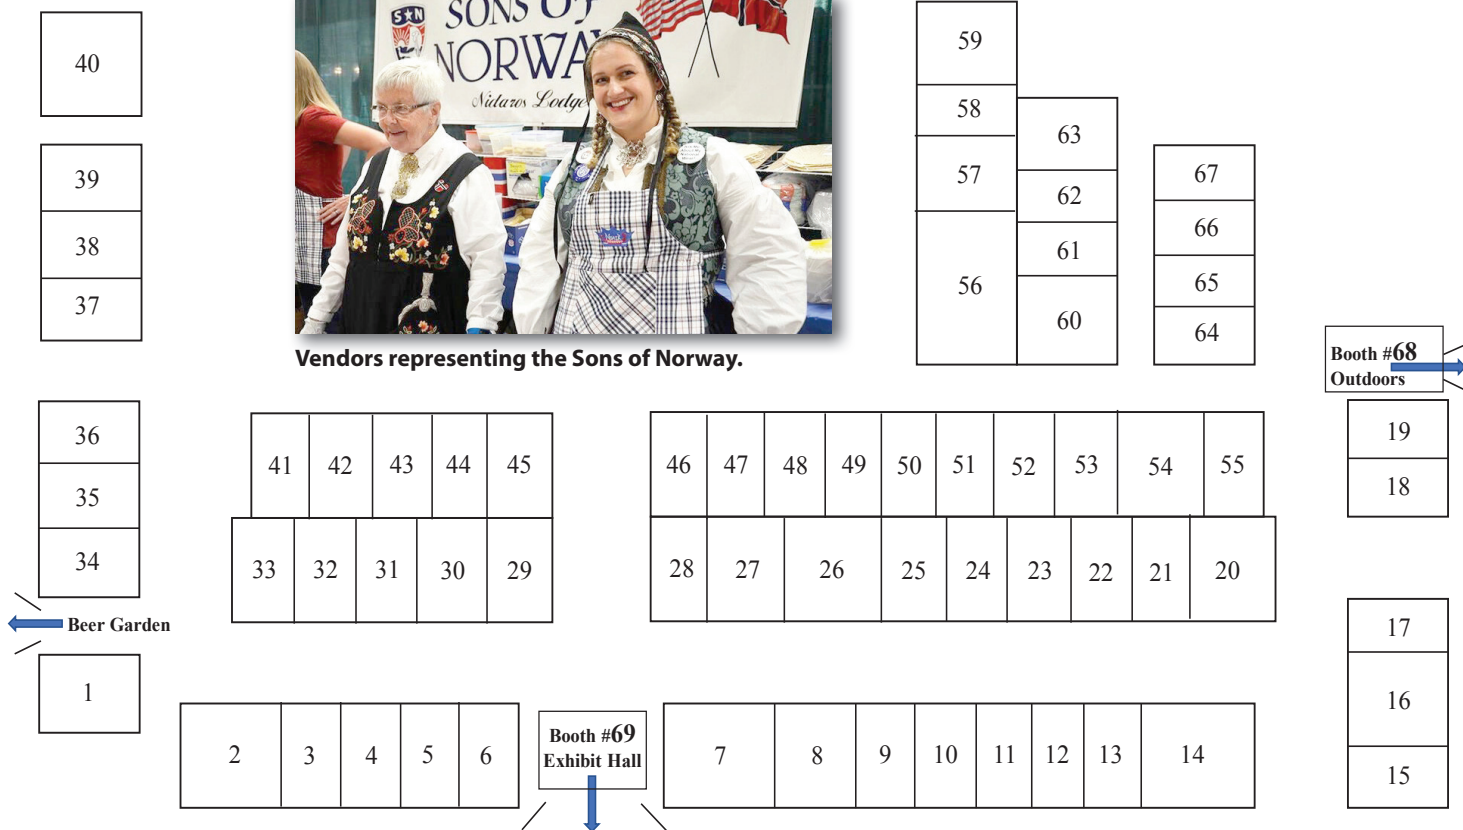 40
39
38
37
36
35
34
Beer Garden
1
S★N
SONS OF
NORWAY
Nidaros Lodge
Vendors representing the Sons of Norway.
59
58
57
56
63
62
61
60
67
66
65
64
Booth #68
Outdoors
19
18
41 42 43 44 45
33 32 31 30 29
46 47 48 49 50 51 52 53 54 55
28 27 26 25 24 23 22 21 20
17
16
15
2 3 4 5 6
Booth #69
Exhibit Hall
7 8 9 10 11 12 13 14